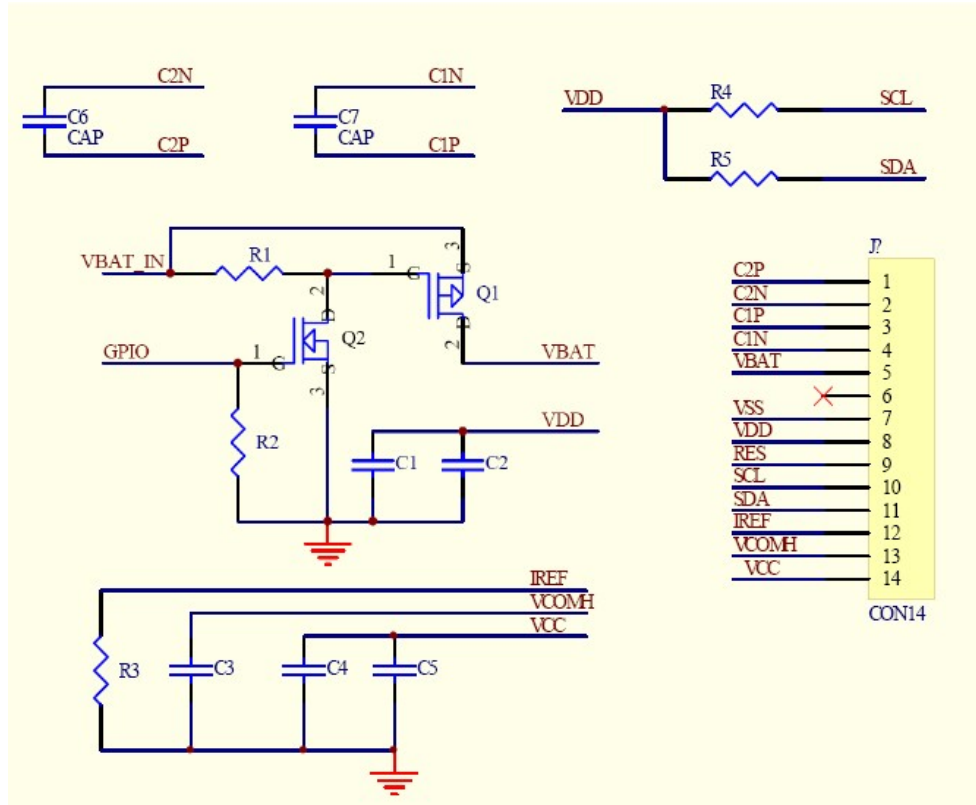 C2N
C6
CAP
C2P
C1N
C7
CAP
C1P
VDD
R4
SCL
R5
SDA
VBAT_IN
R1
1
G
3
S
Q1
D
2
VBAT
2
D
Q2
GPIO
1
G
S
3
R2
VDD
C1
C2
IREF
VCOMH
VCC
R3
C3
C4
C5
J?
C2P 1
C2N 2
C1P 3
C1N 4
VBAT 5
6
VSS 7
VDD 8
RES 9
SCL 10
SDA 11
IREF 12
VCOMH 13
VCC 14
CON14